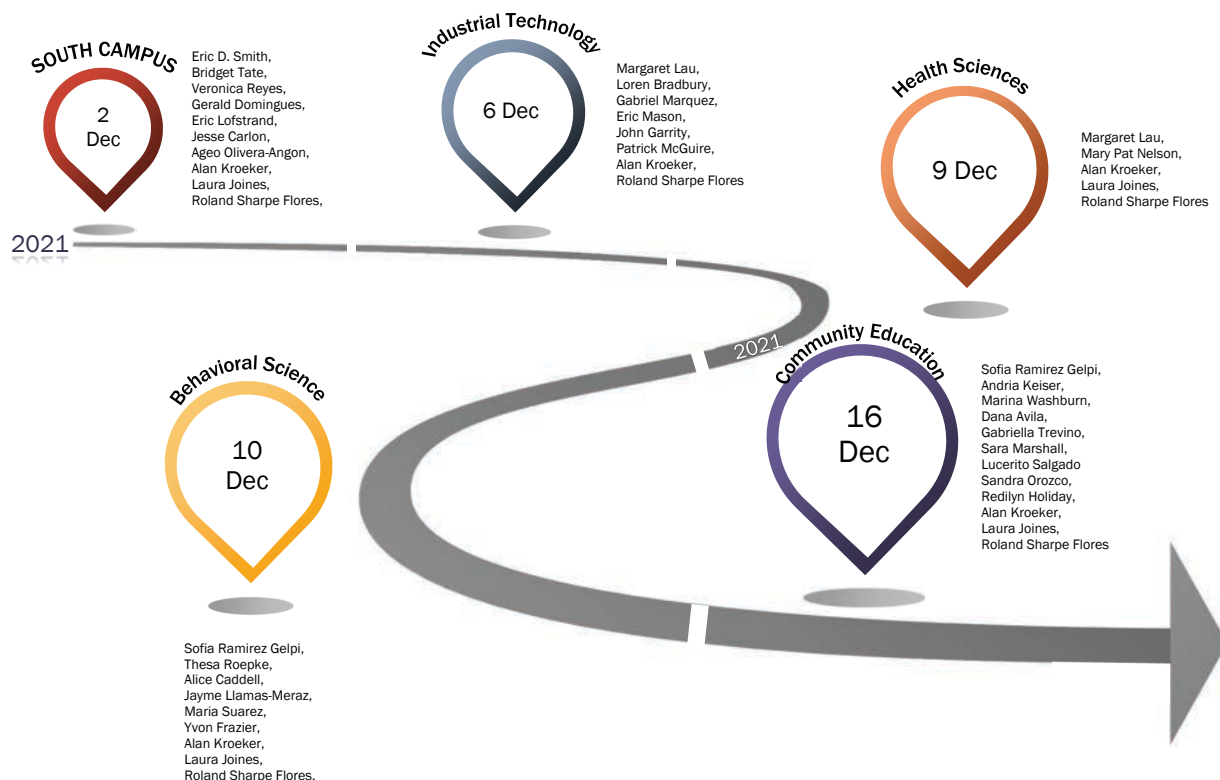 SOUTH CAMPUS
2
Dec
Eric D. Smith,
Bridget Tate,
Veronica Reyes,
Gerald Domingues,
Eric Lofstrand,
Jesse Carlon,
Ageo Olivera-Angon,
Alan Kroeker,
Laura Joines,
Roland Sharpe Flores,
Industrial Technology
6 Dec
Margaret Lau,
Loren Bradbury,
Gabriel Marquez,
Eric Mason,
John Garrity,
Patrick McGuire,
Alan Kroeker,
Roland Sharpe Flores
Health Sciences
9 Dec
Margaret Lau,
Mary Pat Nelson,
Alan Kroeker,
Laura Joines,
Roland Sharpe Flores
2021
2021
Behavioral Science
10
Dec
Sofia Ramirez Gelpi,
Thesa Roepke,
Alice Caddell,
Jayme Llamas-Meraz,
Maria Suarez,
Yvon Frazier,
Alan Kroeker,
Laura Joines,
Roland Sharpe Flores,
Community Education
16
Dec
Sofia Ramirez Gelpi,
Andria Keiser,
Marina Washburn,
Dana Avila,
Gabriella Trevino,
Sara Marshall,
Lucerito Salgado
Sandra Orozco,
Redilyn Holiday,
Alan Kroeker,
Laura Joines,
Roland Sharpe Flores